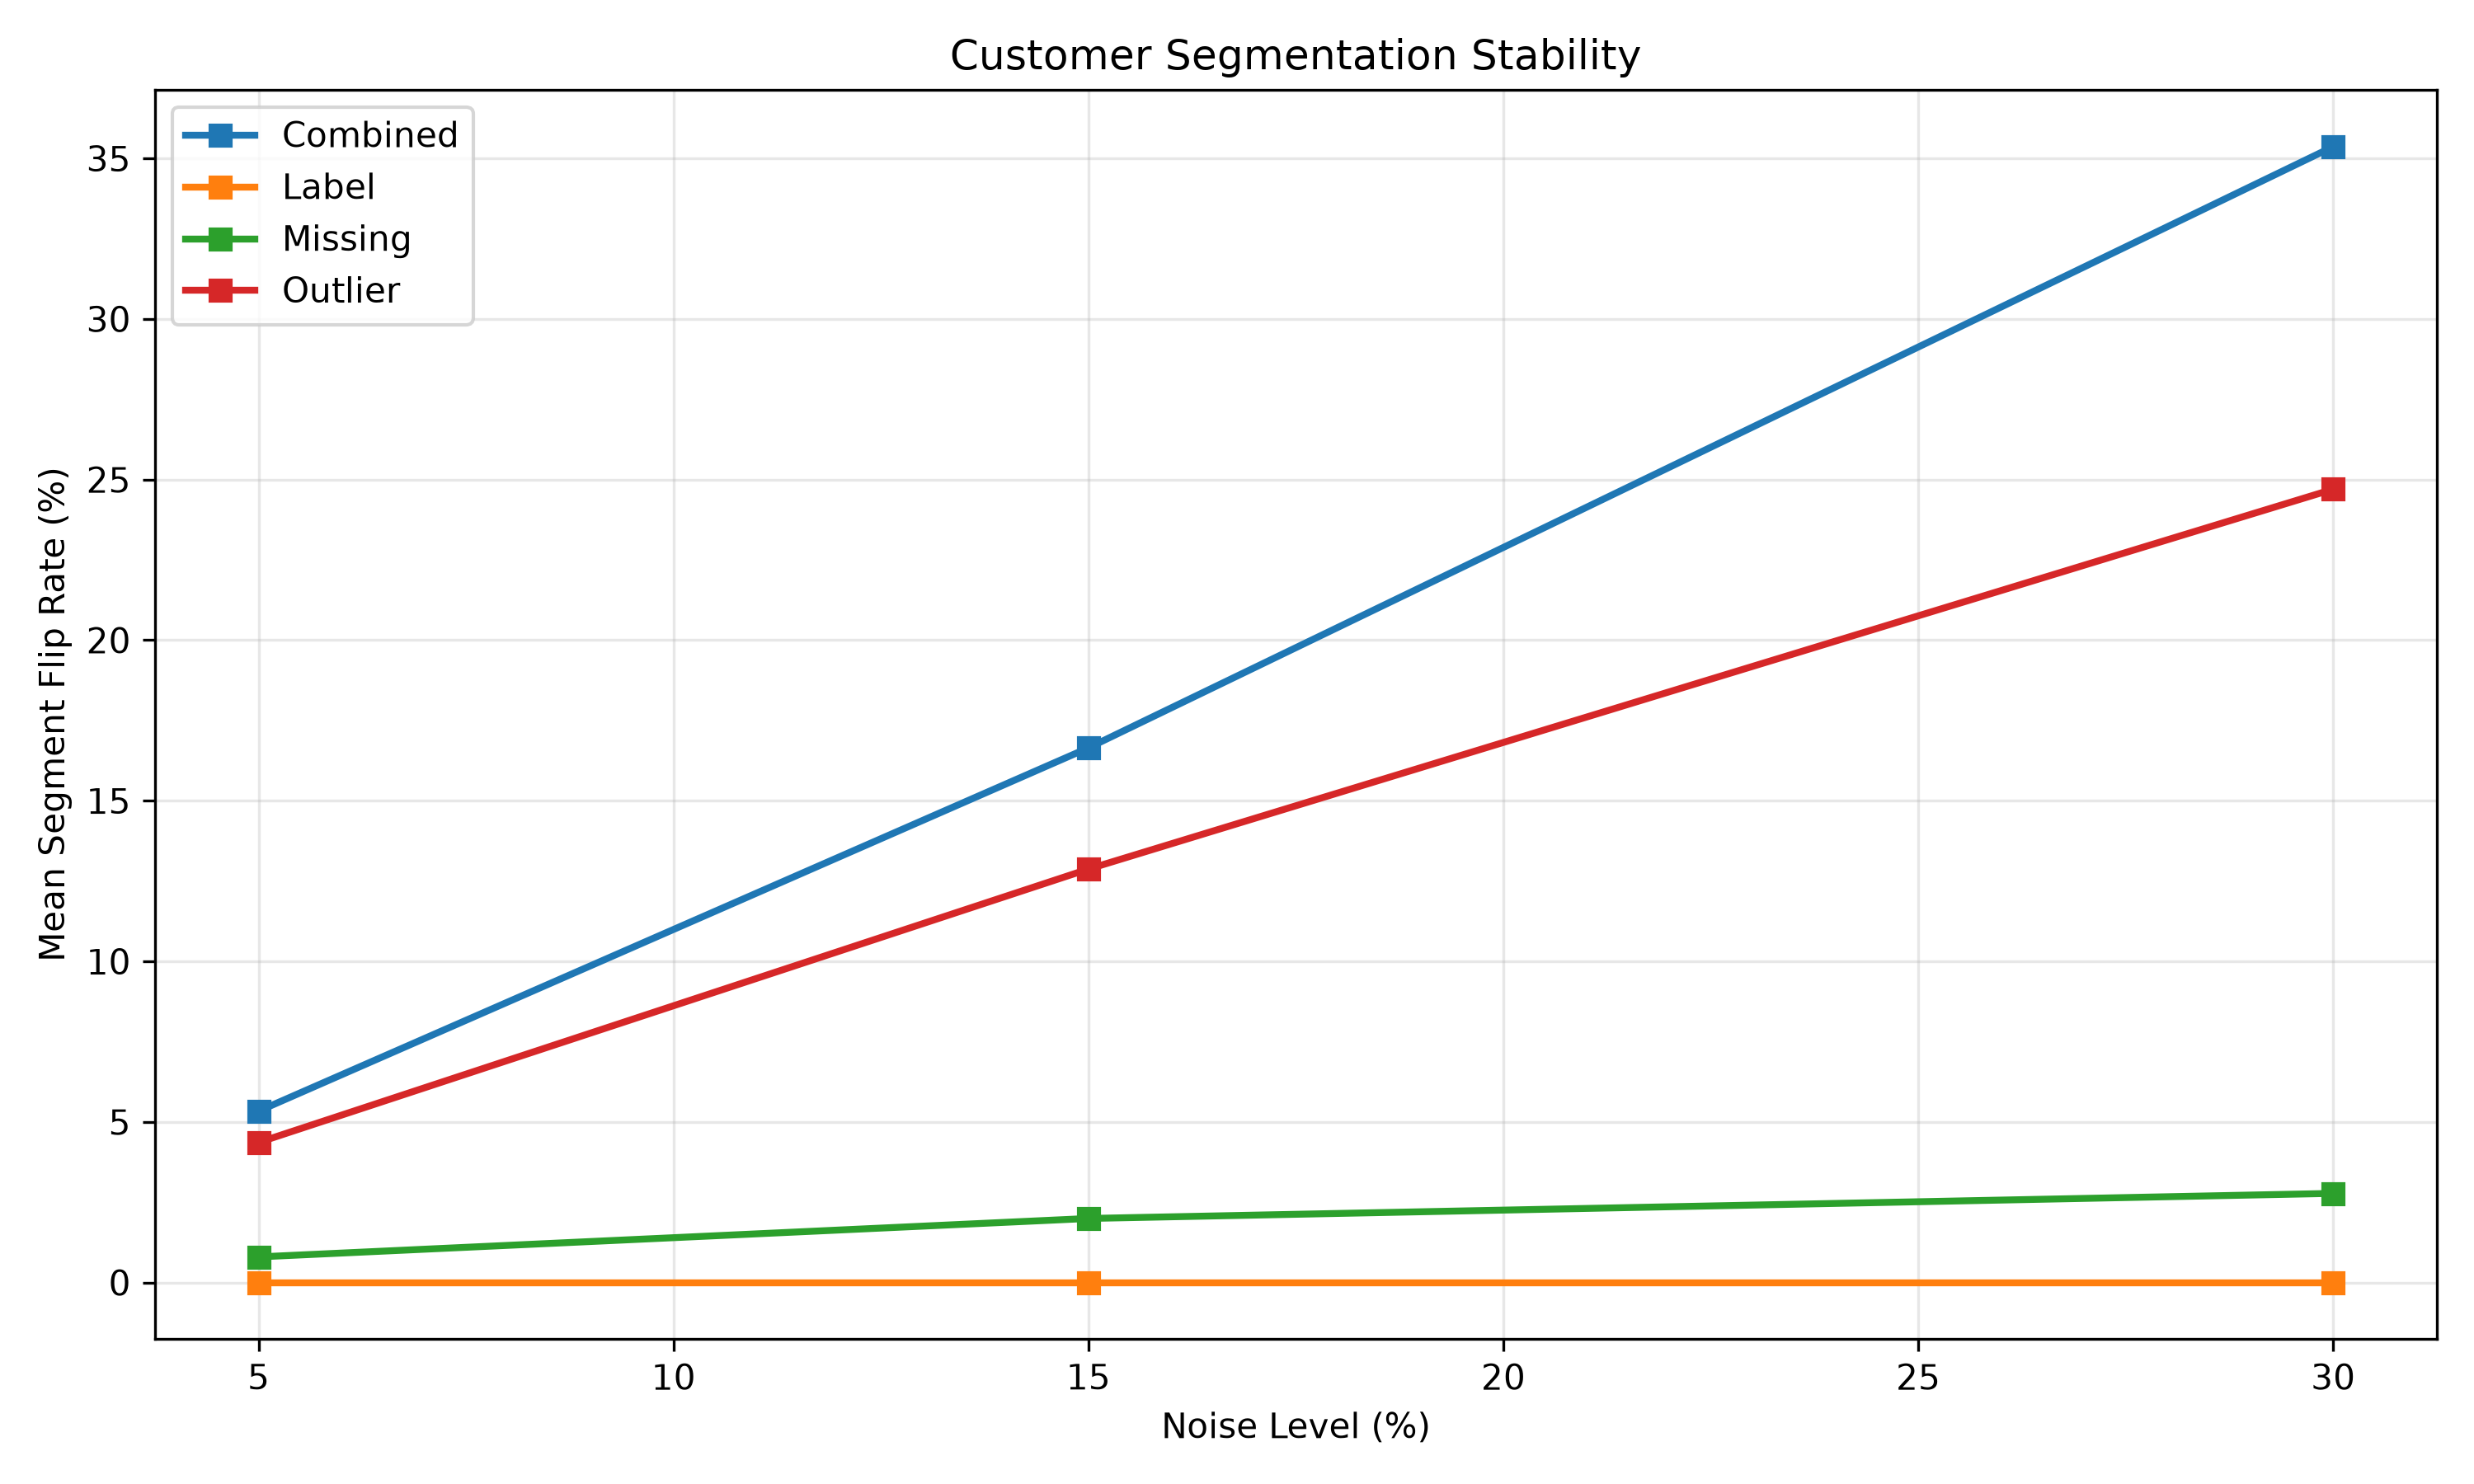 Customer Segmentation Stability
Combined
Label
Missing
Outlier
Mean Segment Flip Rate (%)
35
30
25
20
15
10
5
0
5 10 15 20 25 30
Noise Level (%)